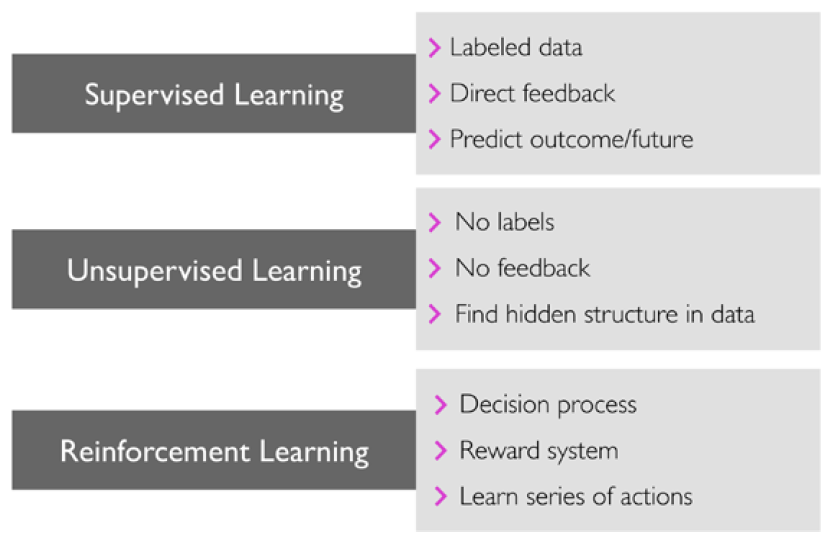 Supervised Learning
Labeled data
Direct feedback
Predict outcome/future
Unsupervised Learning
No labels
No feedback
Find hidden structure in data
Reinforcement Learning
Decision process
Reward system
Learn series of actions